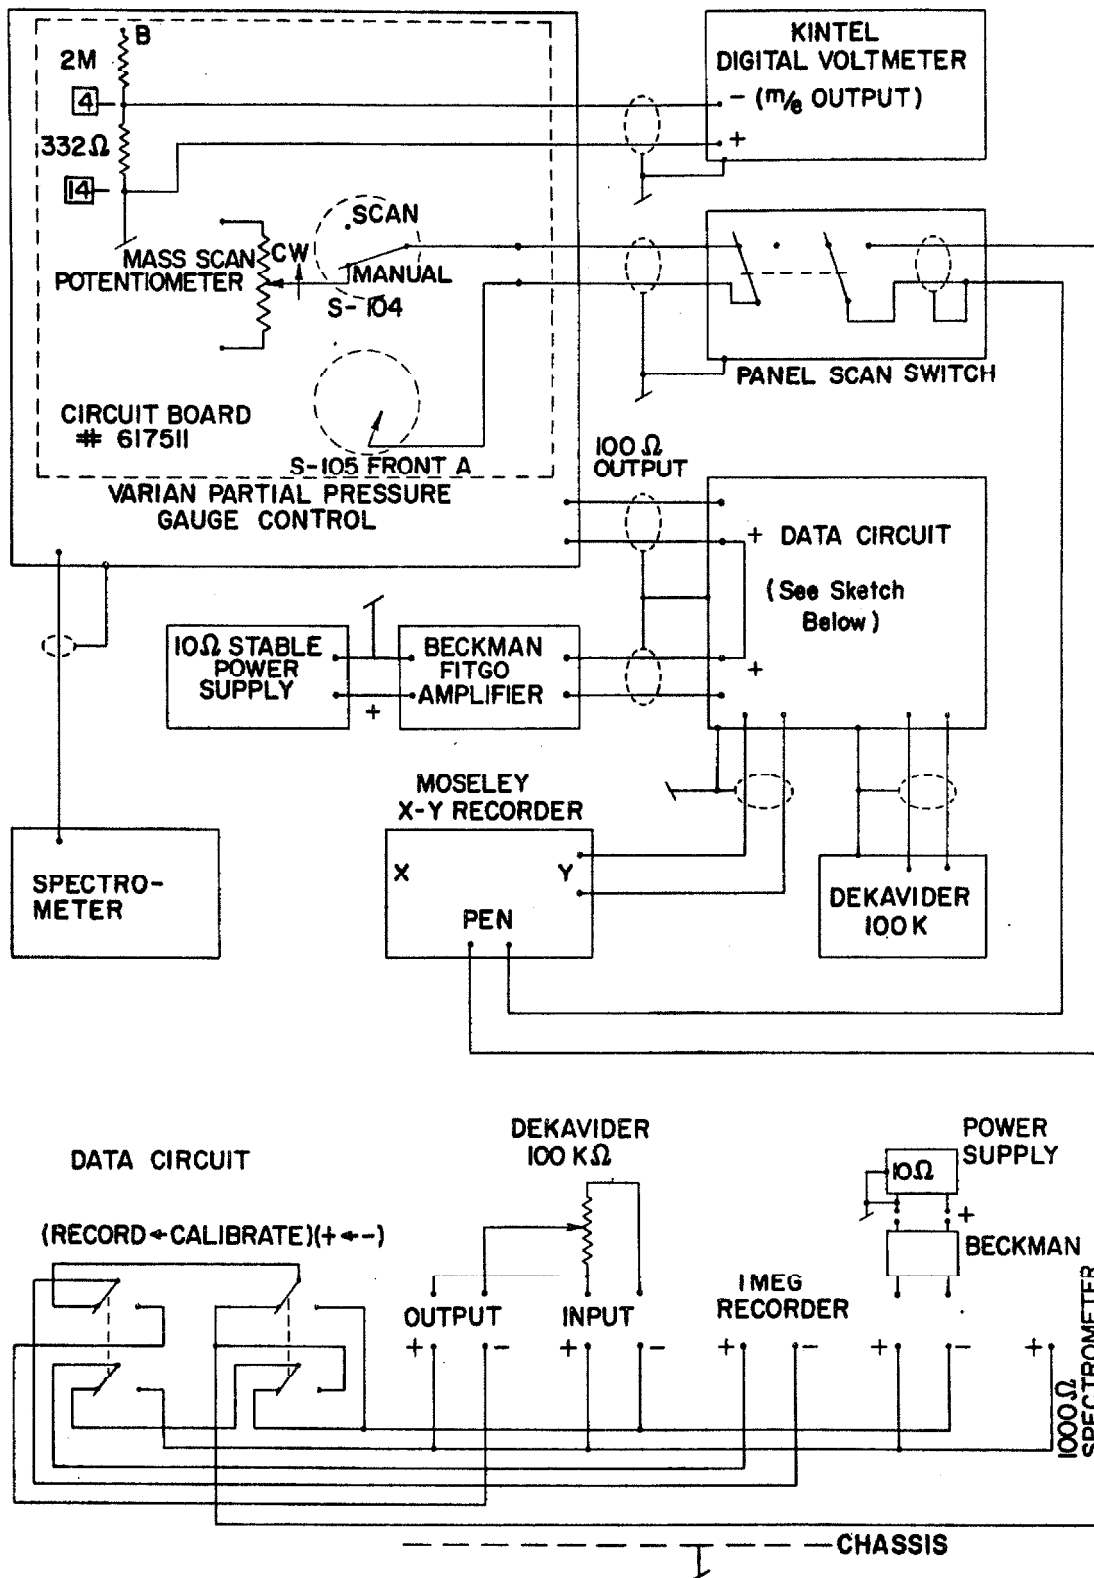 B
2M
4
332Ω
14
MASS SCAN
POTENTIOMETER
CW
SCAN
MANUAL
S-104
CIRCUIT BOARD
# 617511
S-105 FRONT A
VARIAN PARTIAL PRESSURE
GAUGE CONTROL
KINTEL
DIGITAL VOLTMETER
- (m/e OUTPUT)
+
PANEL SCAN SWITCH
100 Ω
OUTPUT
+ DATA CIRCUIT
(See Sketch
Below)
+
10Ω STABLE
POWER
SUPPLY
+
BECKMAN
FITGO
AMPLIFIER
MOSELEY
X-Y RECORDER
X
Y
PEN
SPECTRO-
METER
DEKAVIDER
100 K
DATA CIRCUIT
(RECORD←CALIBRATE)(+←-)
DEKAVIDER
100 KΩ
OUTPUT
+ -
INPUT
+ -
1 MEG
RECORDER
+ -
POWER
SUPPLY
10Ω
+
BECKMAN
+ -
+
1000Ω
SPECTROMETER
CHASSIS